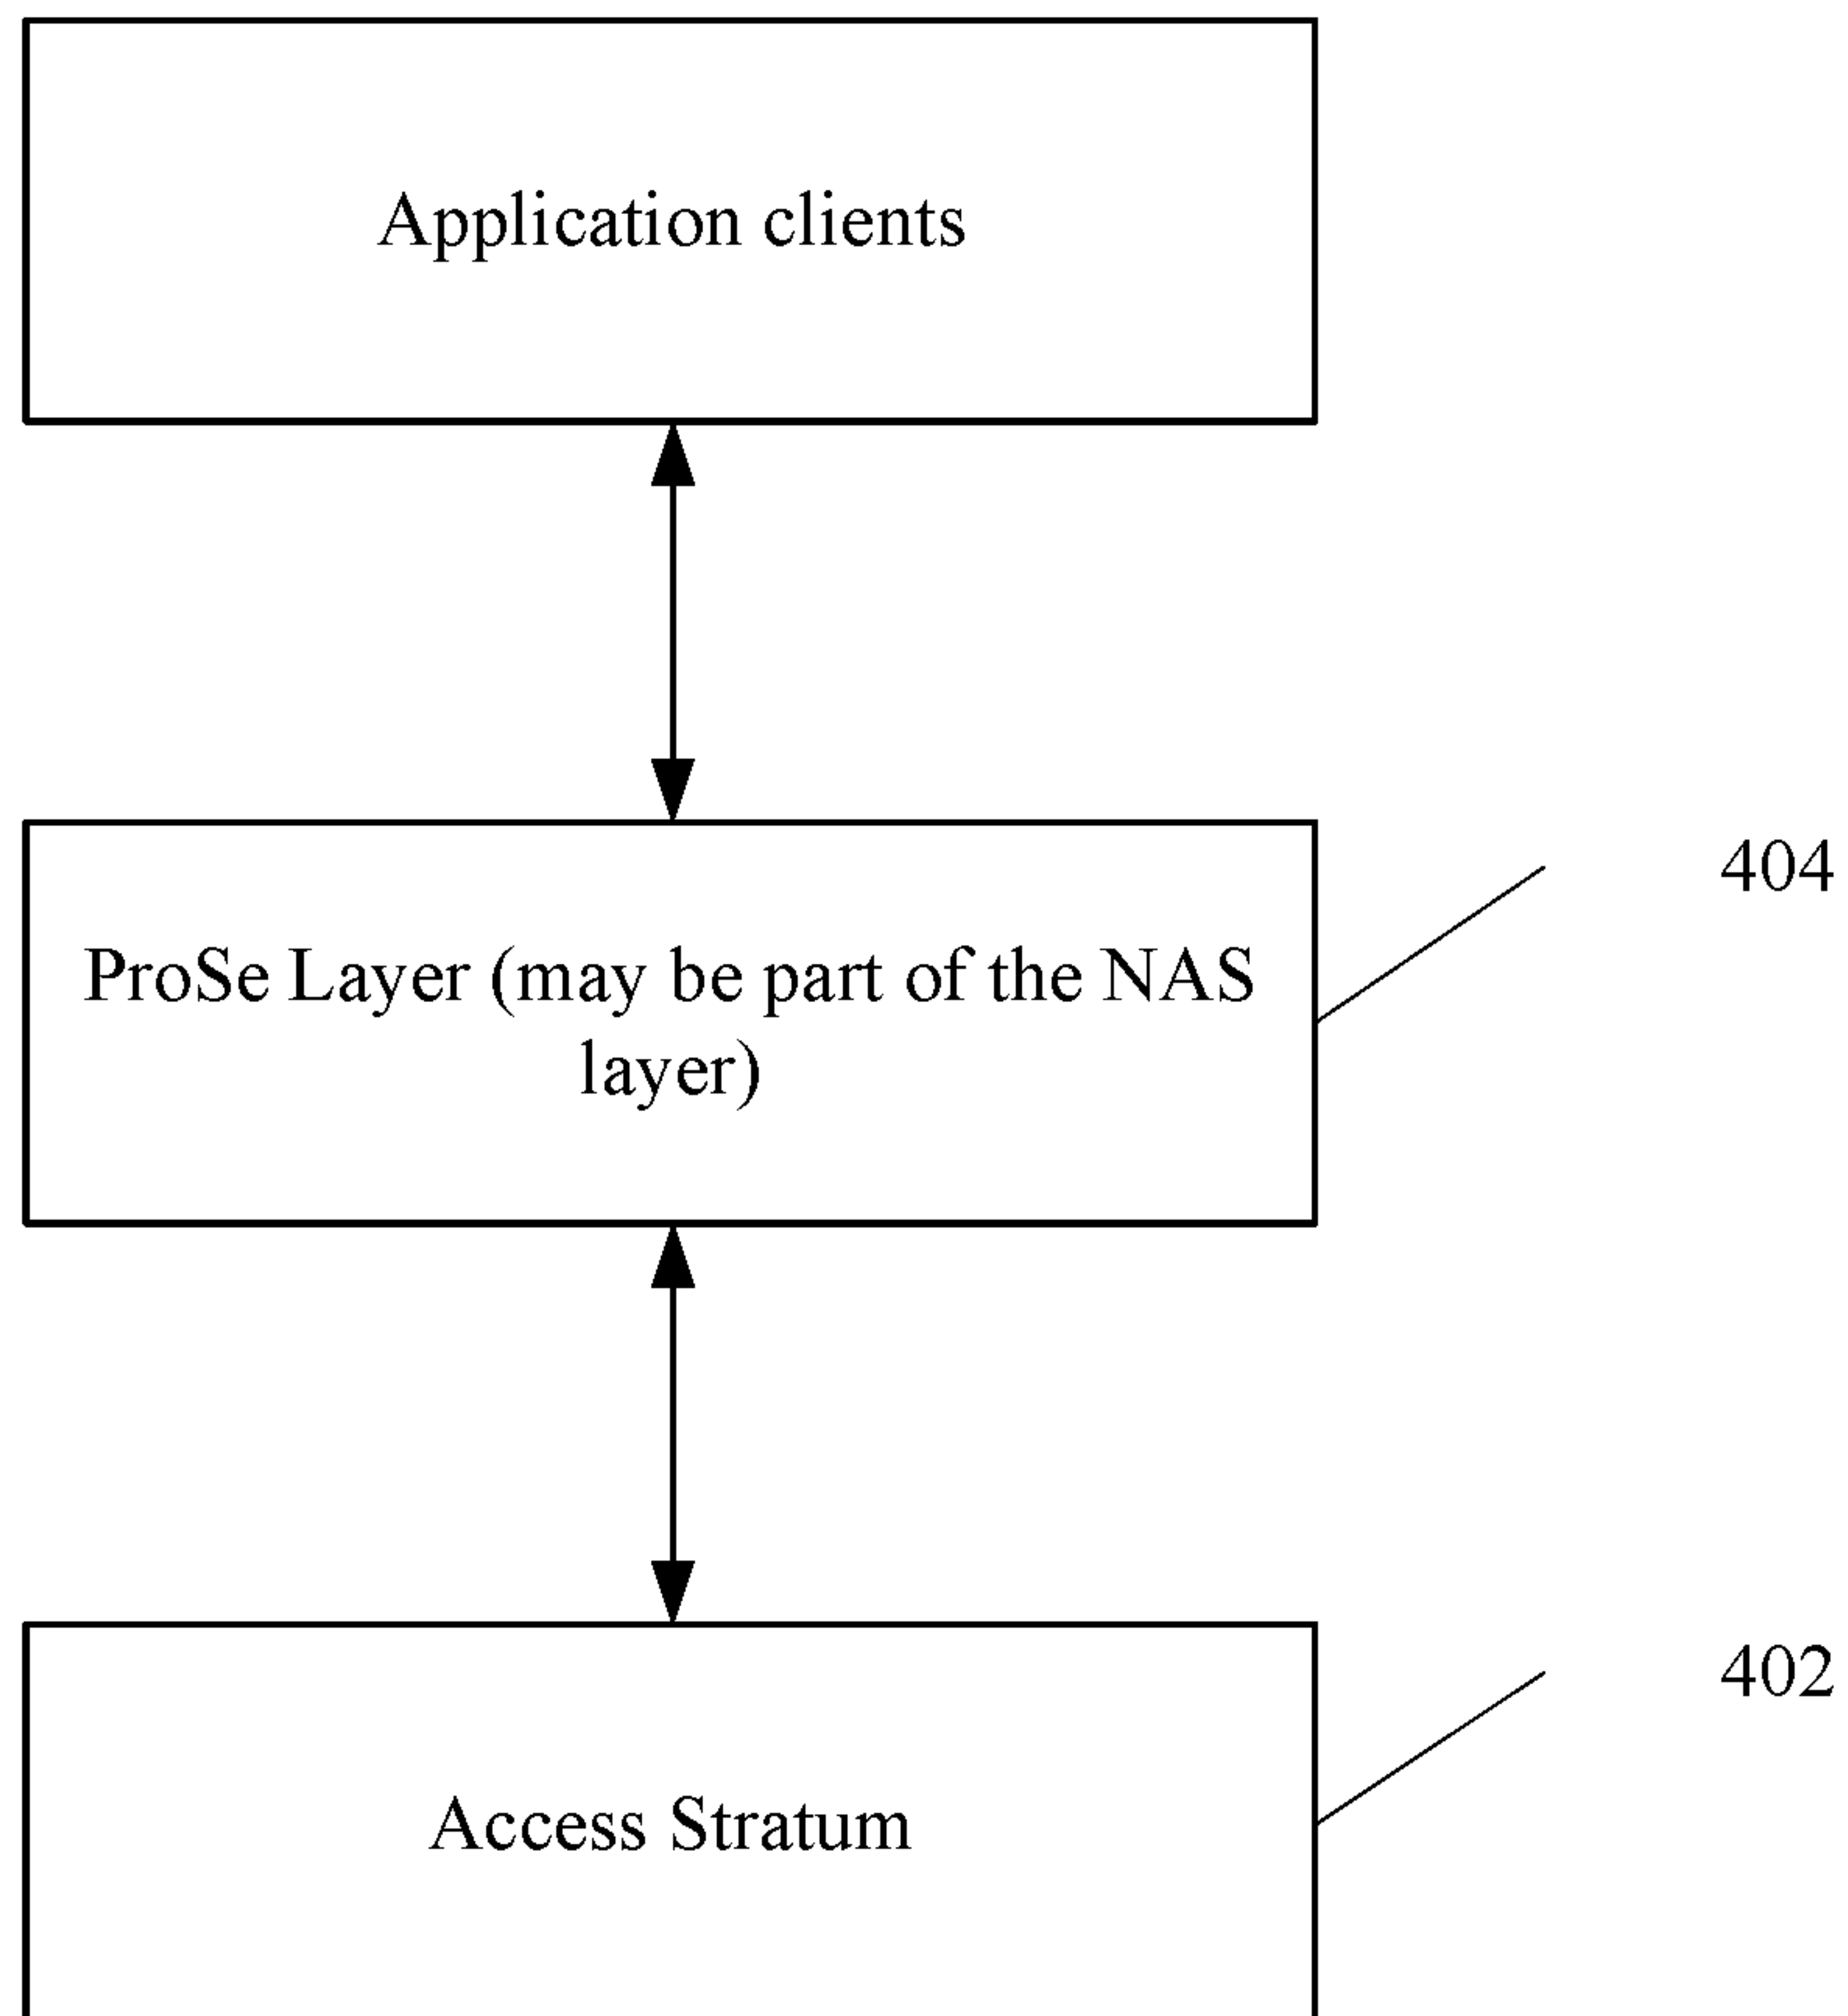 Application clients
404
ProSe Layer (may be part of the NAS
layer)
402
Access Stratum